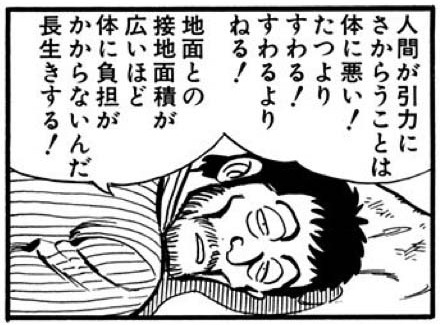 人間が引力に
さからうことは
体に悪い！
たつより
すわる！
すわるより
ねる！
地面との
接地面積が
広いほど
体に負担が
かからないんだ
長生きする！